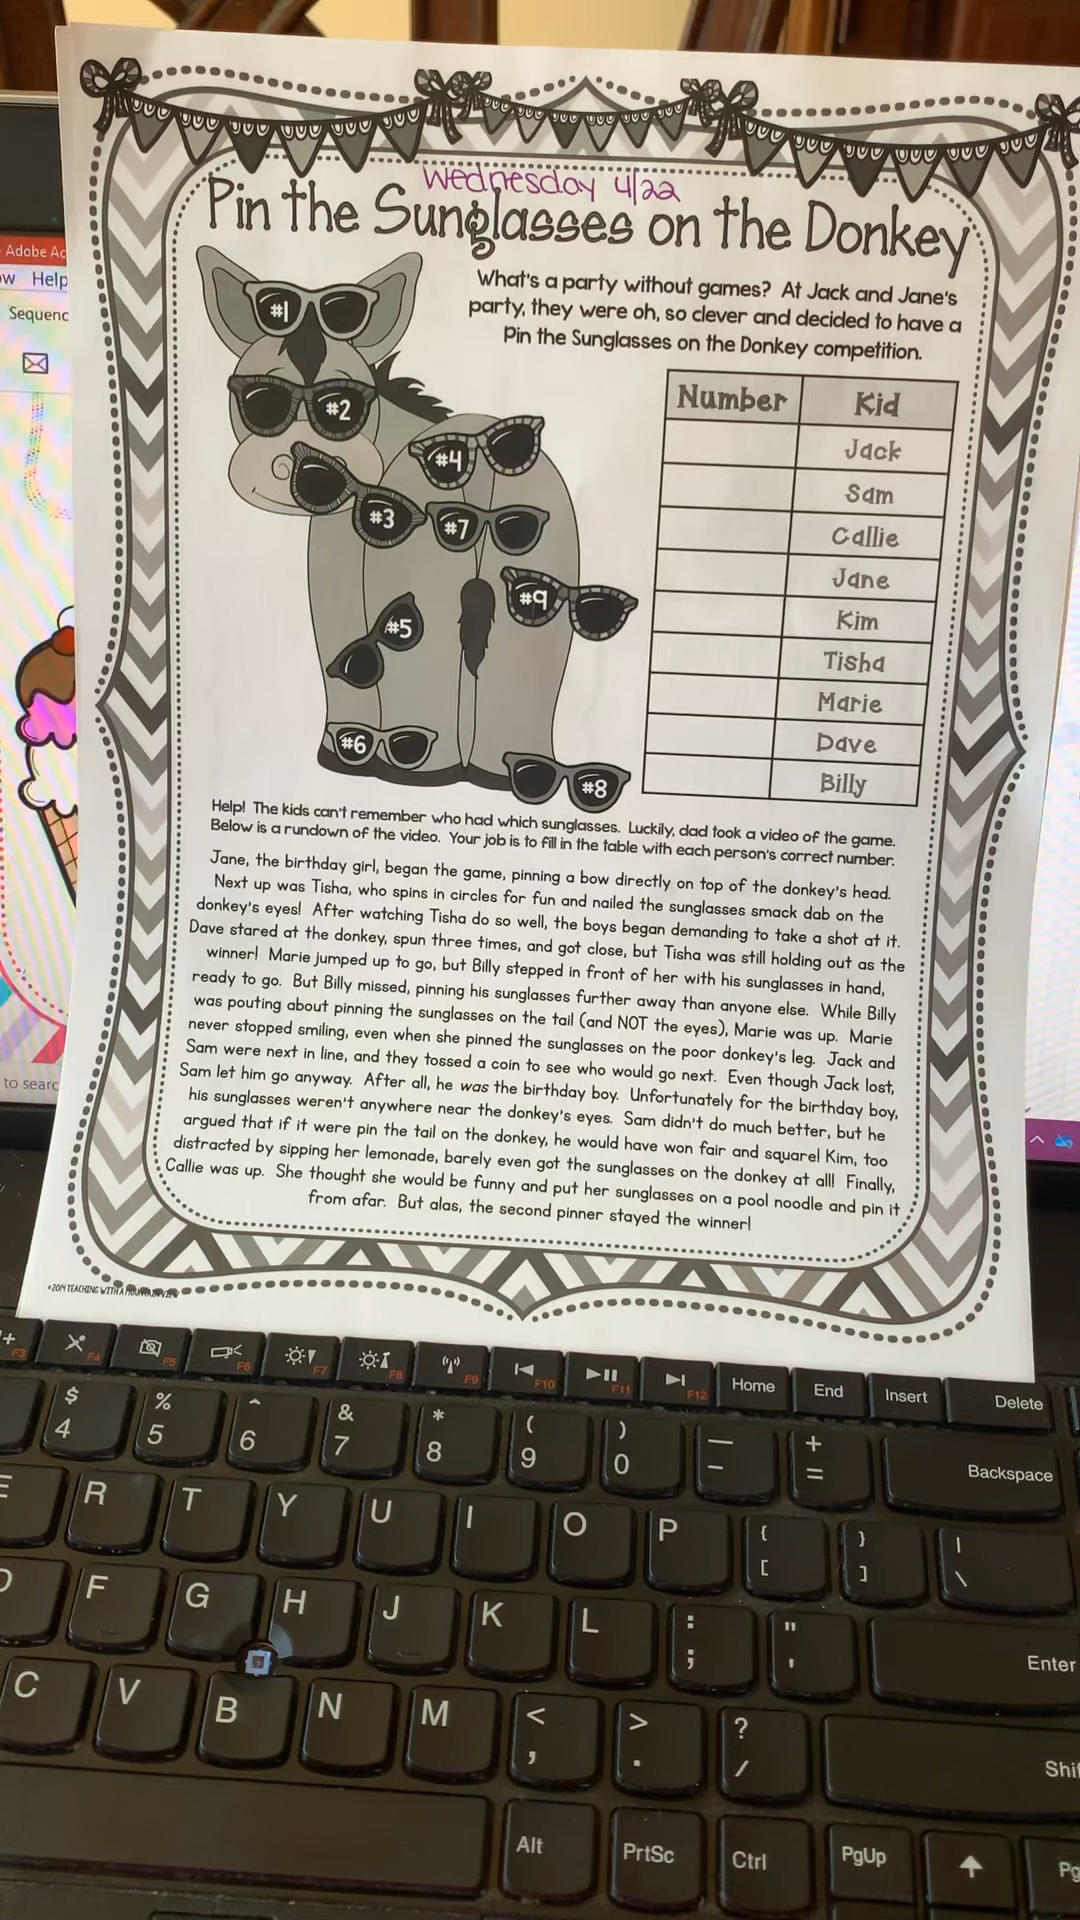 Adobe Ac
Help
Sequenc
to searc
Wednesday 4/22
Pin the Sunglasses on the Donkey
What's a party without games? At Jack and Jane's
party, they were oh, so clever and decided to have a
Pin the Sunglasses on the Donkey competition.
#1
#2
#3
#4
#7
#9
#5
#6
#8
Number Kid
Jack
Sam
Callie
Jane
Kim
Tisha
Marie
Dave
Billy
Help! The kids can't remember who had which sunglasses. Luckily, dad took a video of the game.
Below is a rundown of the video. Your job is to fill in the table with each person's correct number.
Jane, the birthday girl, began the game, pinning a bow directly on top of the donkey's head.
Next up was Tisha, who spins in circles for fun and nailed the sunglasses smack dab on the
donkey's eyes! After watching Tisha do so well, the boys began demanding to take a shot at it.
Dave stared at the donkey, spun three times, and got close, but Tisha was still holding out as the
winner! Marie jumped up to go, but Billy stepped in front of her with his sunglasses in hand,
ready to go. But Billy missed, pinning his sunglasses further away than anyone else. While Billy
was pouting about pinning the sunglasses on the tail (and NOT the eyes), Marie was up. Marie
never stopped smiling, even when she pinned the sunglasses on the poor donkey's leg. Jack and
Sam were next in line, and they tossed a coin to see who would go next. Even though Jack lost,
Sam let him go anyway. After all, he was the birthday boy. Unfortunately for the birthday boy,
his sunglasses weren't anywhere near the donkey's eyes. Sam didn't do much better, but he
argued that if it were pin the tail on the donkey, he would have won fair and square! Kim, too
distracted by sipping her lemonade, barely even got the sunglasses on the donkey at all! Finally,
Callie was up. She thought she would be funny and put her sunglasses on a pool noodle and pin it
from afar. But alas, the second pinner stayed the winner!
©2014 TEACHING WITH A MOUNTAIN VIEW
F3 F4 F5 F6 F7 F8 F9 F10 F11 F12 Home End Insert Delete
$ % ^ & * ( ) — +
4 5 6 7 8 9 0 - = Backspace
E R T Y U I O P { [ } ] | \
D F G H J K L : ; " ' Enter
C V B N M < , > . ? / Shi
Alt PrtSc Ctrl PgUp Pg